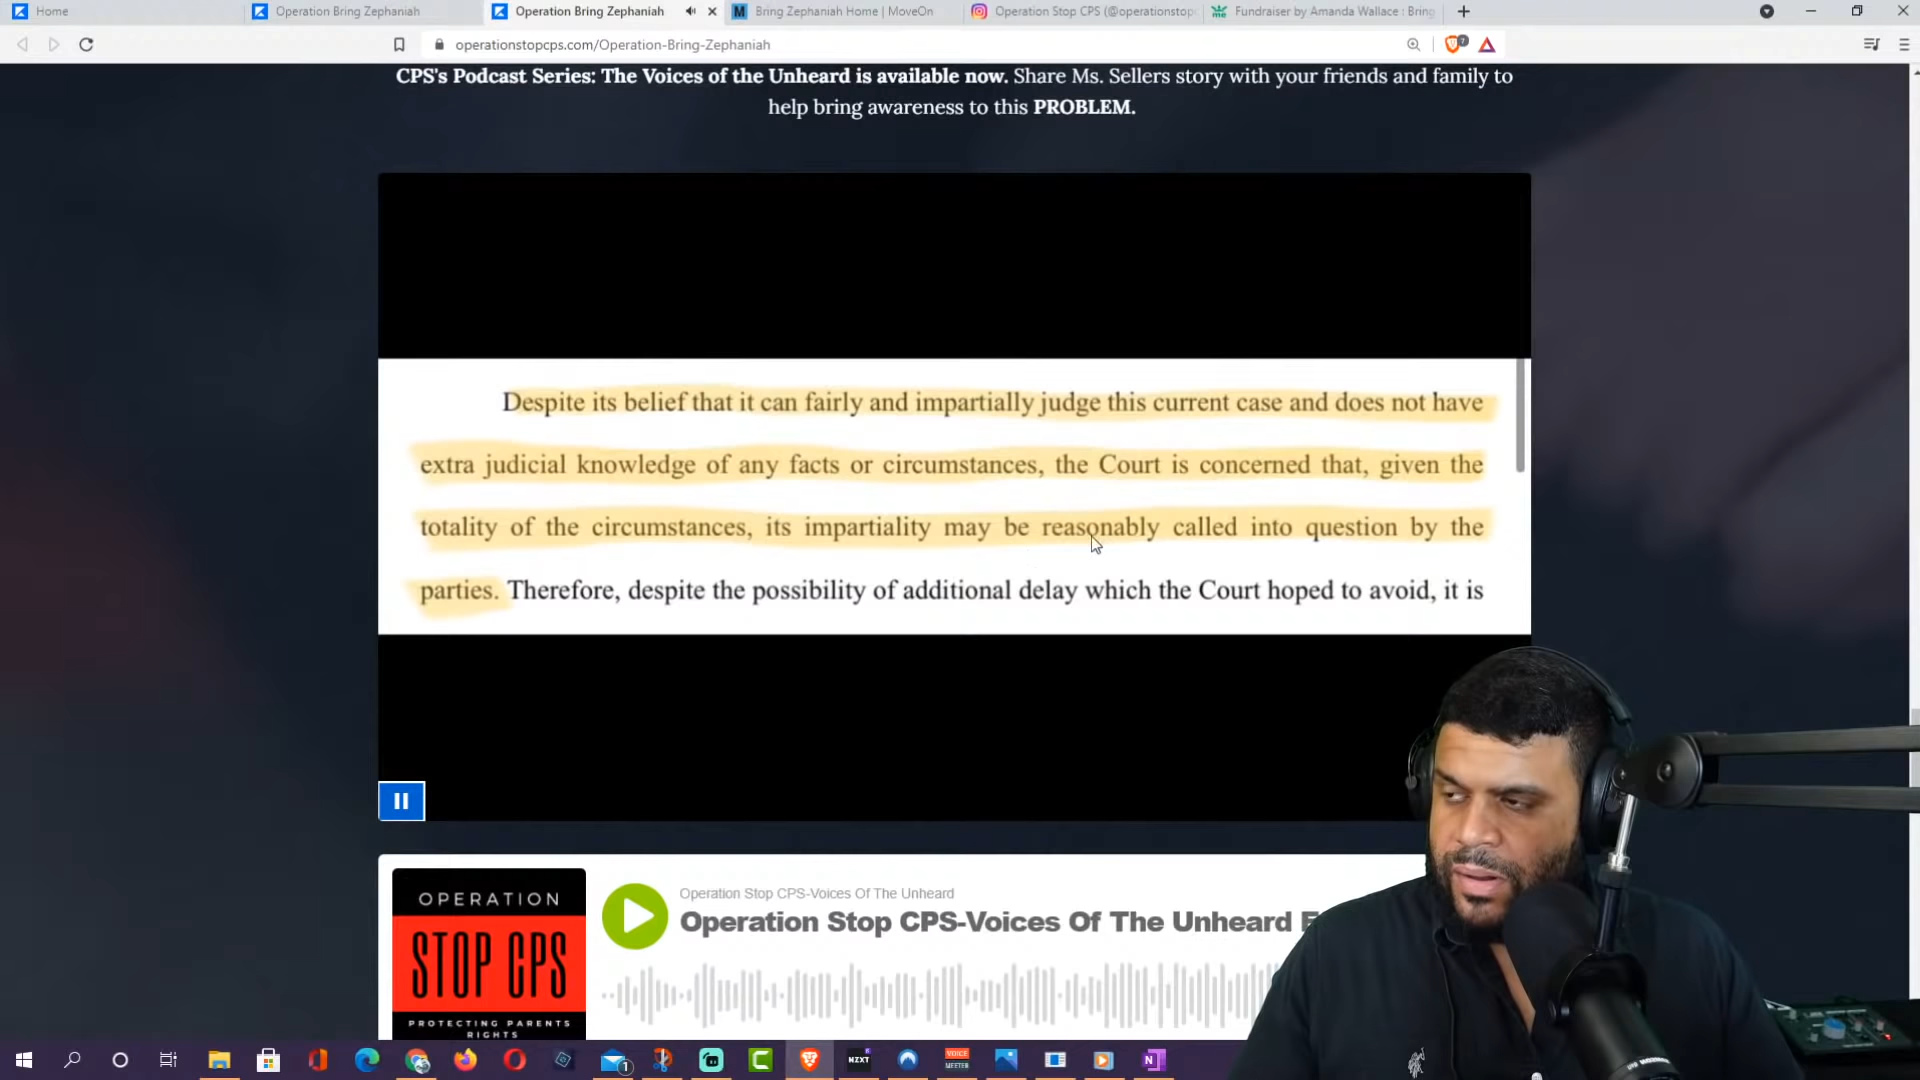 Home
Operation Bring Zephaniah
Operation Bring Zephaniah
Bring Zephaniah Home | MoveOn
Operation Stop CPS (@operationstop
Fundraiser by Amanda Wallace : Bring
operationstopcps.com/Operation-Bring-Zephaniah
7
CPS's Podcast Series: The Voices of the Unheard is available now. Share Ms. Sellers story with your friends and family to
help bring awareness to this PROBLEM.
Despite its belief that it can fairly and impartially judge this current case and does not have
extra judicial knowledge of any facts or circumstances, the Court is concerned that, given the
totality of the circumstances, its impartiality may be reasonably called into question by the
parties. Therefore, despite the possibility of additional delay which the Court hoped to avoid, it is
OPERATION
STOP CPS
PROTECTING PARENTS
RIGHTS
Operation Stop CPS-Voices Of The Unheard
Operation Stop CPS-Voices Of The Unheard
1
NZXT
VOICE
MEETER